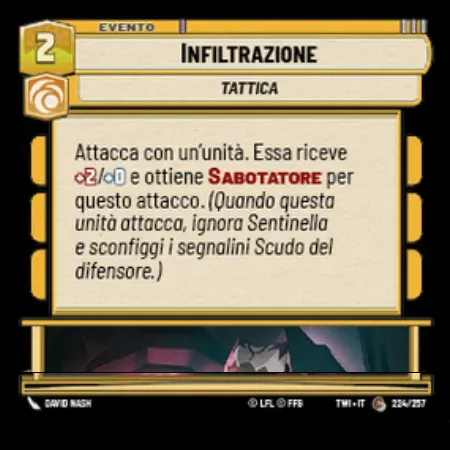 EVENTO
2
INFILTRAZIONE
TATTICA
Attacca con un'unità. Essa riceve
+2/+0 e ottiene SABOTATORE per
questo attacco. (Quando questa
unità attacca, ignora Sentinella
e sconfiggi i segnalini Scudo del
difensore.)
DAVID NASH
© LFL © FFG
TWI • IT
224/257